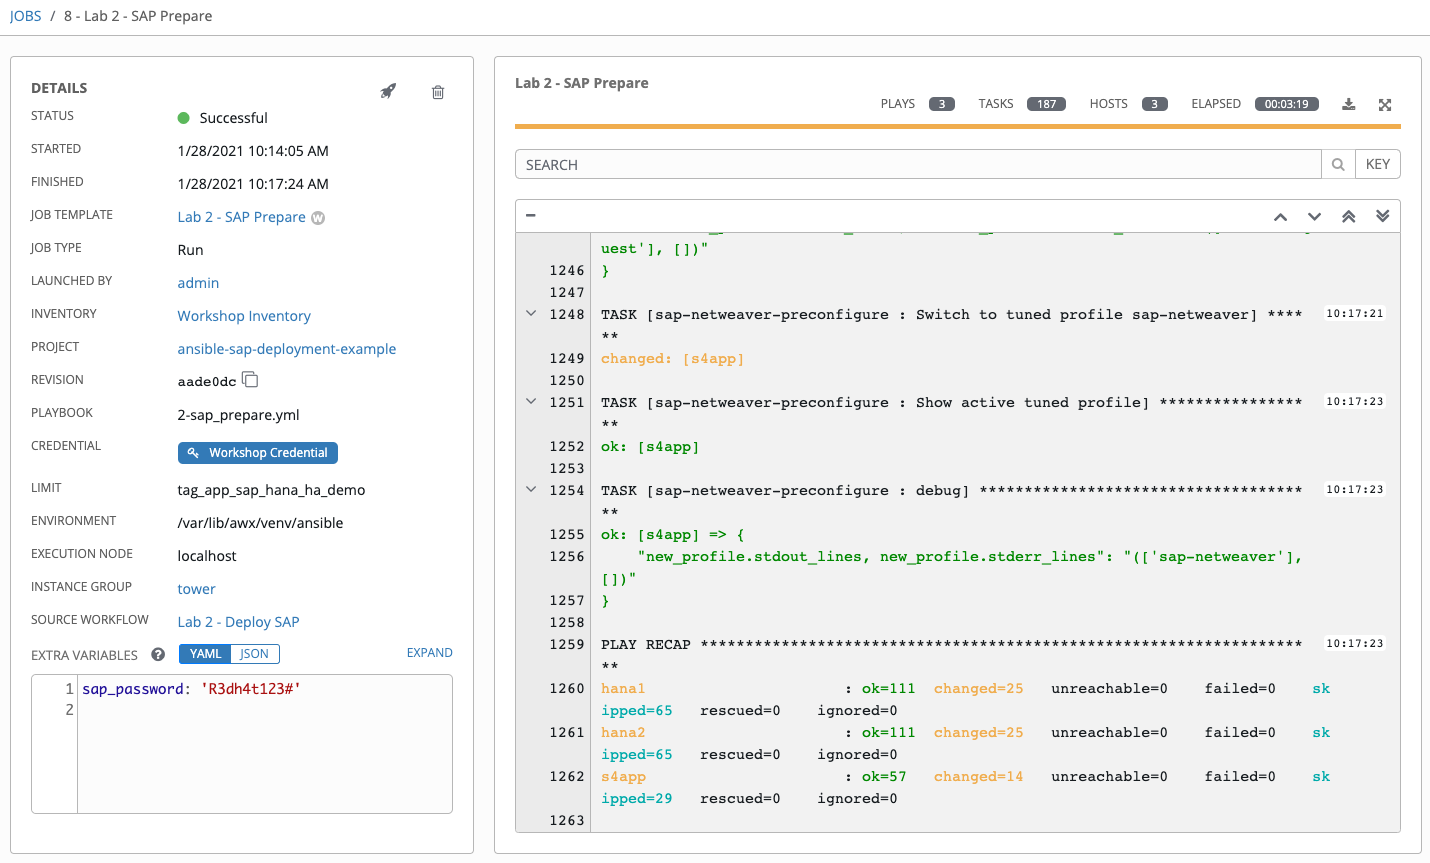 JOBS / 8 - Lab 2 - SAP Prepare
DETAILS
STATUS Successful
STARTED 1/28/2021 10:14:05 AM
FINISHED 1/28/2021 10:17:24 AM
JOB TEMPLATE Lab 2 - SAP Prepare W
JOB TYPE Run
LAUNCHED BY admin
INVENTORY Workshop Inventory
PROJECT ansible-sap-deployment-example
REVISION aade0dc
PLAYBOOK 2-sap_prepare.yml
CREDENTIAL Workshop Credential
LIMIT tag_app_sap_hana_ha_demo
ENVIRONMENT /var/lib/awx/venv/ansible
EXECUTION NODE localhost
INSTANCE GROUP tower
SOURCE WORKFLOW Lab 2 - Deploy SAP
EXTRA VARIABLES ? YAML JSON EXPAND
1 sap_password: 'R3dh4t123#'
2
Lab 2 - SAP Prepare
PLAYS 3 TASKS 187 HOSTS 3 ELAPSED 00:03:19
SEARCH KEY
uest'], [])"
1246 }
1247
1248 TASK [sap-netweaver-preconfigure : Switch to tuned profile sap-netweaver] **** 10:17:21
**
1249 changed: [s4app]
1250
1251 TASK [sap-netweaver-preconfigure : Show active tuned profile] **************** 10:17:23
**
1252 ok: [s4app]
1253
1254 TASK [sap-netweaver-preconfigure : debug] ************************************ 10:17:23
**
1255 ok: [s4app] => {
1256 "new_profile.stdout_lines, new_profile.stderr_lines": "(['sap-netweaver'],
[])"
1257 }
1258
1259 PLAY RECAP ******************************************************************* 10:17:23
**
1260 hana1 : ok=111 changed=25 unreachable=0 failed=0 sk
ipped=65 rescued=0 ignored=0
1261 hana2 : ok=111 changed=25 unreachable=0 failed=0 sk
ipped=65 rescued=0 ignored=0
1262 s4app : ok=57 changed=14 unreachable=0 failed=0 sk
ipped=29 rescued=0 ignored=0
1263